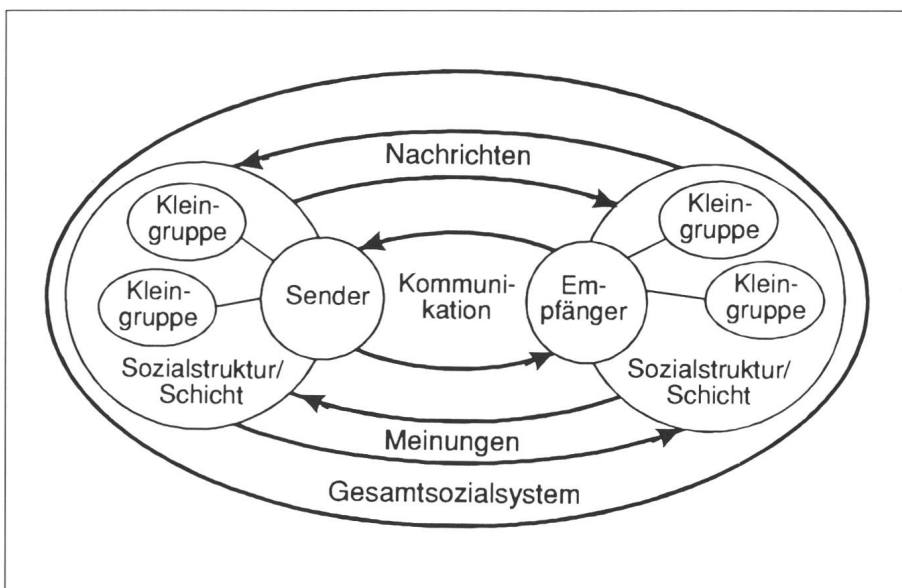 Nachrichten
Klein-
gruppe
Klein-
gruppe
Sender
Sozialstruktur/
Schicht
Kommuni-
kation
Em-
pfänger
Klein-
gruppe
Klein-
gruppe
Sozialstruktur/
Schicht
Meinungen
Gesamtsozialsystem